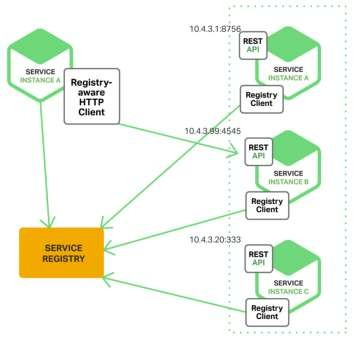 10.4.3.1:8756
REST
API
SERVICE
INSTANCE A
Registry
Client
SERVICE
INSTANCE A
Registry-
aware
HTTP
Client
10.4.3.99:4545
REST
API
SERVICE
INSTANCE B
Registry
Client
10.4.3.20:333
REST
API
SERVICE
INSTANCE C
Registry
Client
SERVICE
REGISTRY